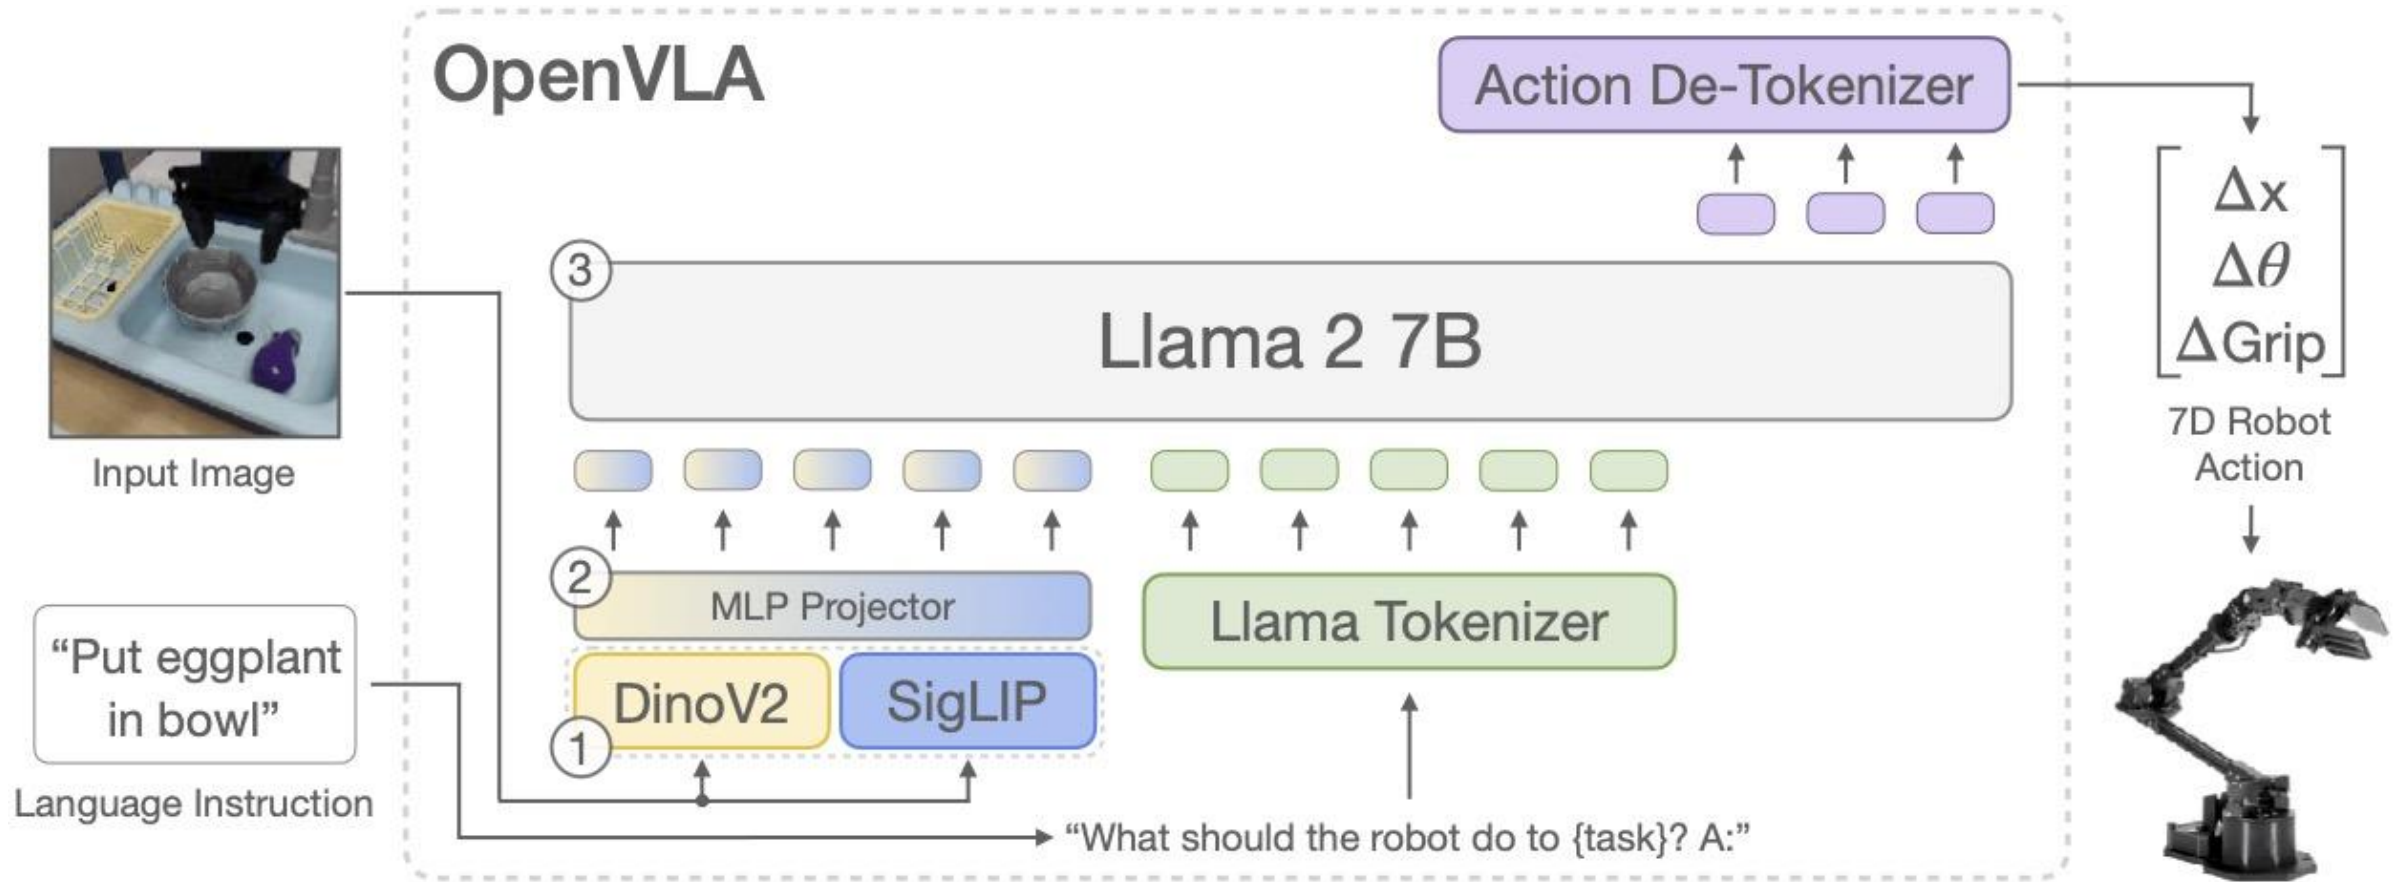 OpenVLA
Action De-Tokenizer
Δx
Δθ
ΔGrip
7D Robot
Action
3
Llama 2 7B
Input Image
2
MLP Projector
Llama Tokenizer
DinoV2
SigLIP
1
“Put eggplant
in bowl”
Language Instruction
“What should the robot do to {task}? A:”